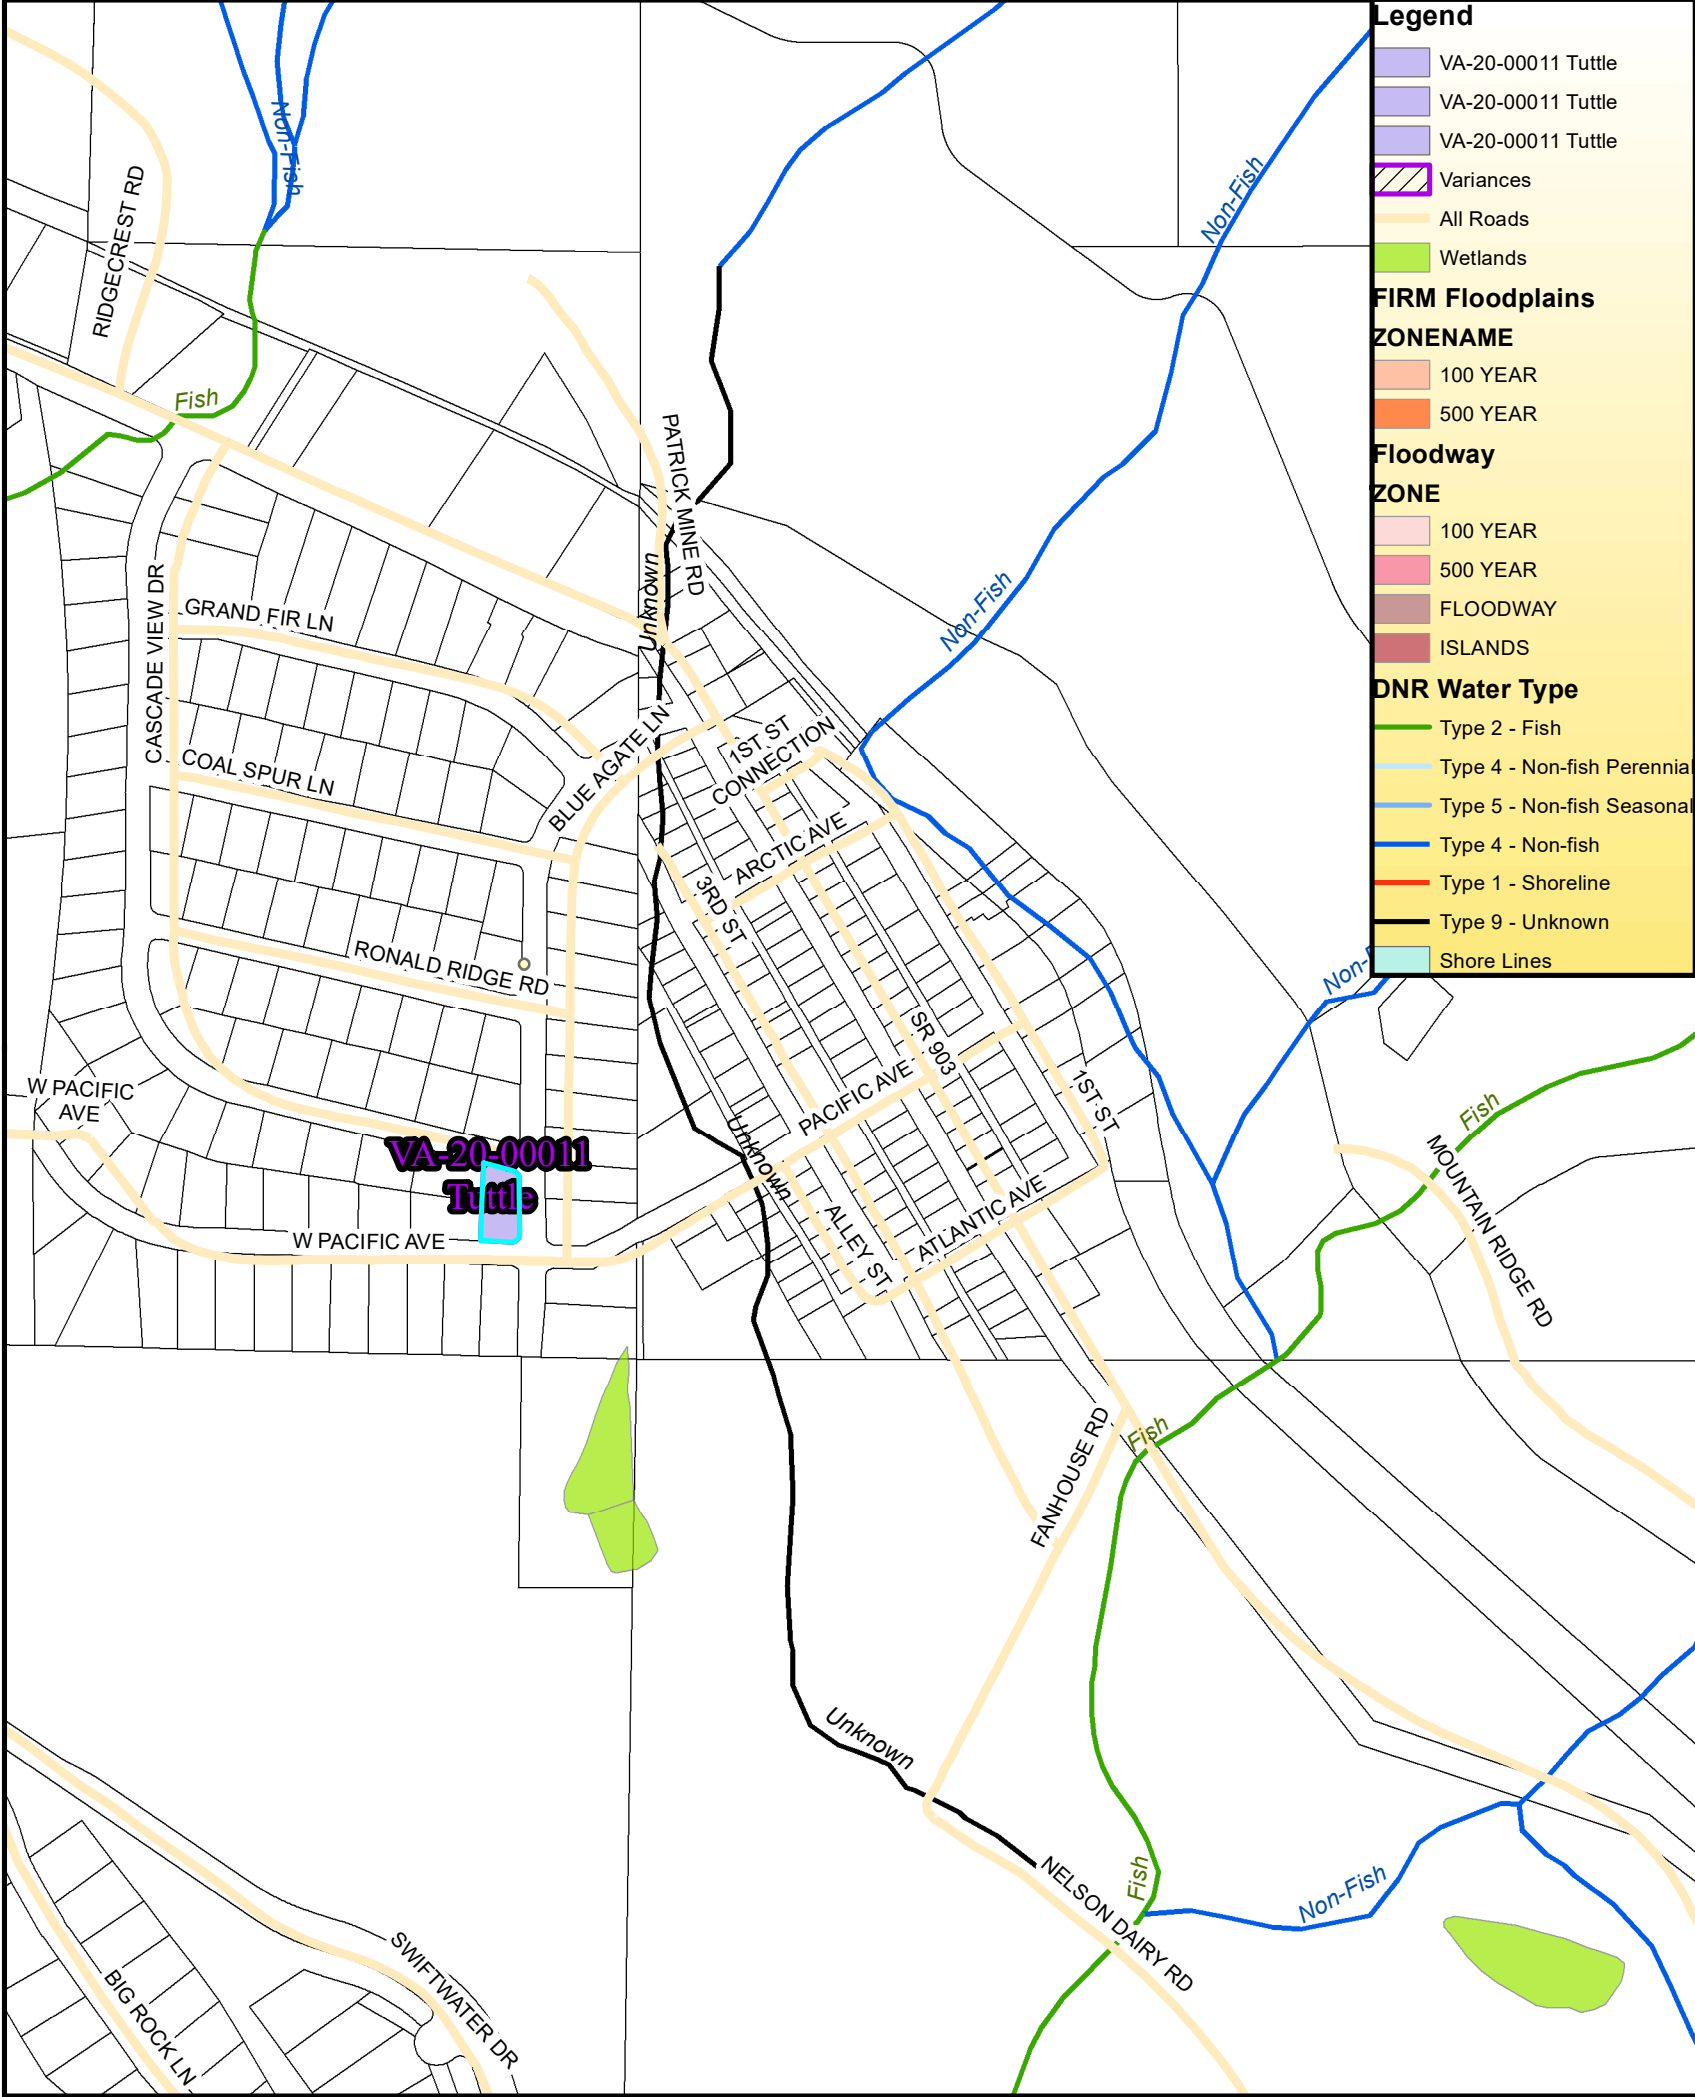 Legend
VA-20-00011 Tuttle
VA-20-00011 Tuttle
VA-20-00011 Tuttle
Variances
All Roads
Wetlands
FIRM Floodplains
ZONENAME
100 YEAR
500 YEAR
Floodway
ZONE
100 YEAR
500 YEAR
FLOODWAY
ISLANDS
DNR Water Type
Type 2 - Fish
Type 4 - Non-fish Perennial
Type 5 - Non-fish Seasonal
Type 4 - Non-fish
Type 1 - Shoreline
Type 9 - Unknown
Shore Lines
Non-Fish
RIDGECREST RD
Non-Fish
Fish
PATRICK MINE RD
Unknown
Non-Fish
CASCADE VIEW DR
GRAND FIR LN
COAL SPUR LN
BLUE AGATE LN
1ST ST
CONNECTION
ARCTIC AVE
3RD ST
RONALD RIDGE RD
SR 903
Non-F
W PACIFIC
AVE
PACIFIC AVE
1ST ST
Fish
MOUNTAIN RIDGE RD
VA-20-00011
Tuttle
Unknown
W PACIFIC AVE
ALLEY ST
ATLANTIC AVE
FANHOUSE RD
Fish
Unknown
NELSON DAIRY RD
Fish
Non-Fish
SWIFTWATER DR
BIG ROCK LN